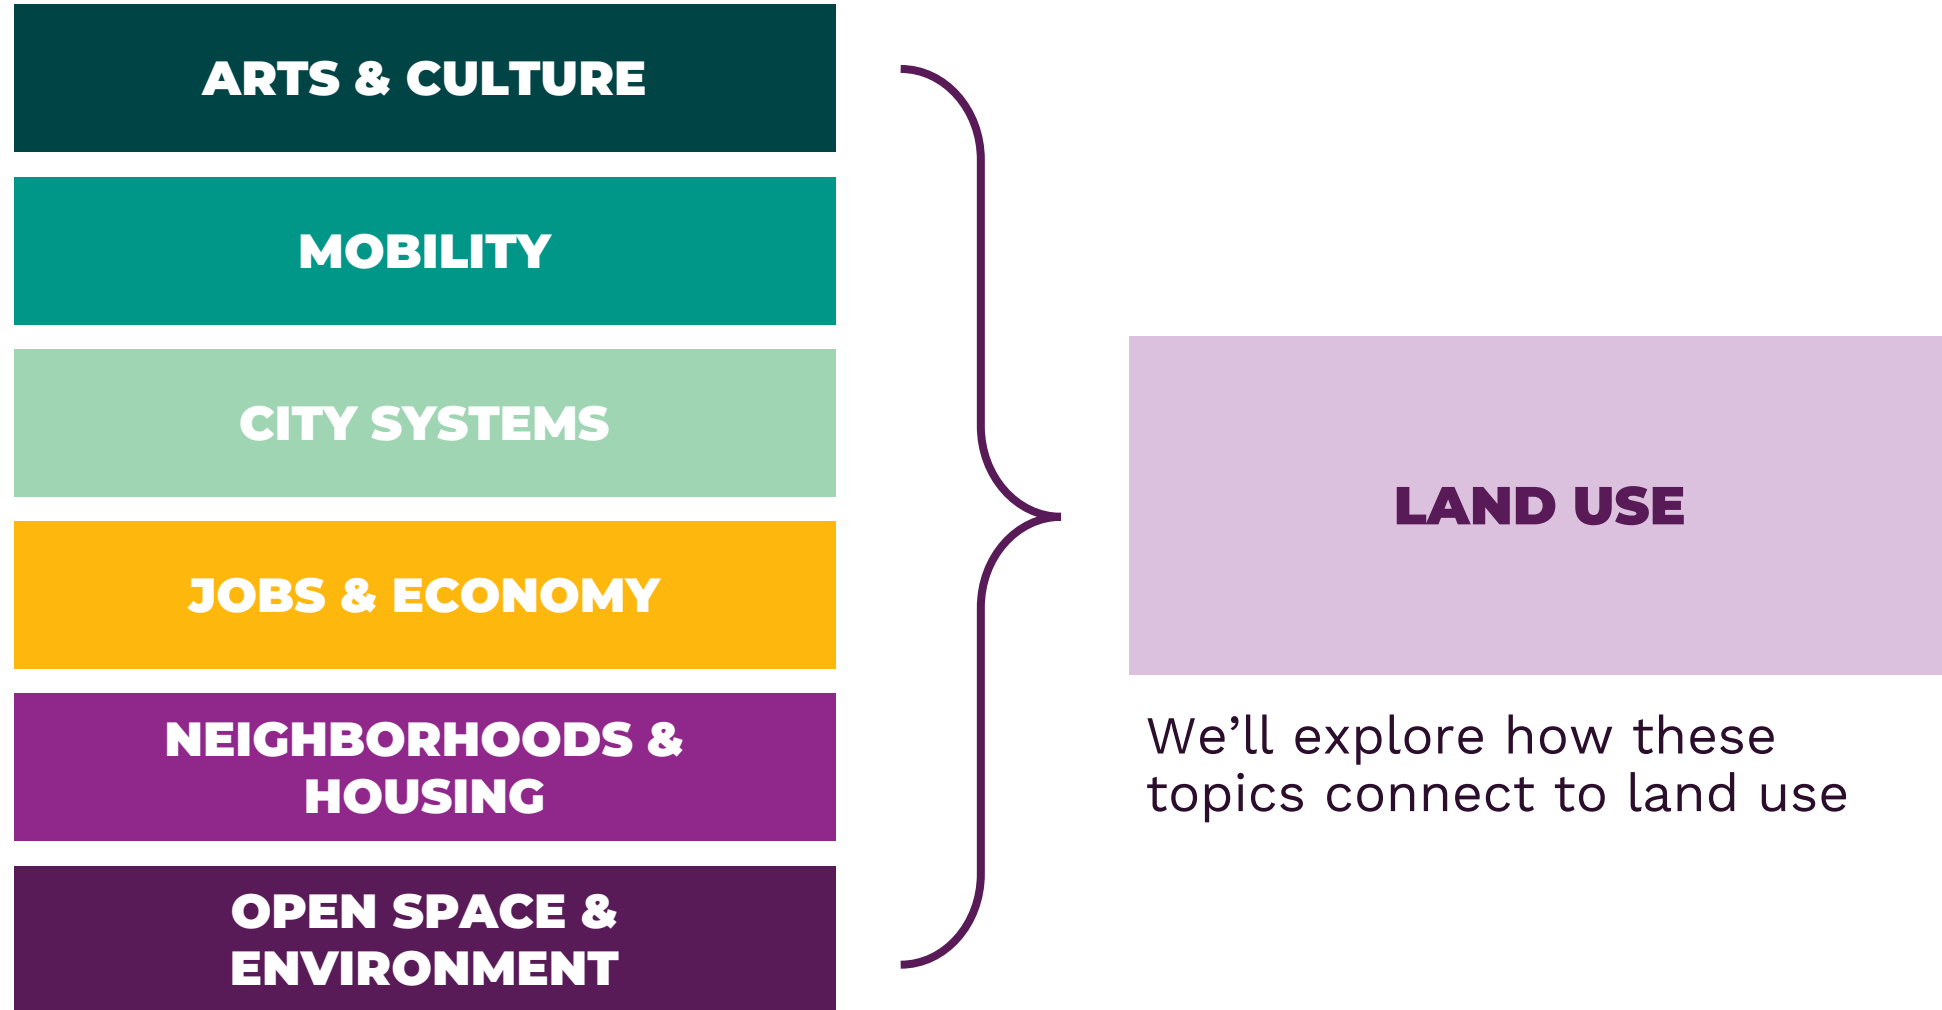 ARTS & CULTURE
MOBILITY
CITY SYSTEMS
JOBS & ECONOMY
NEIGHBORHOODS &
HOUSING
OPEN SPACE &
ENVIRONMENT
LAND USE
We’ll explore how these
topics connect to land use